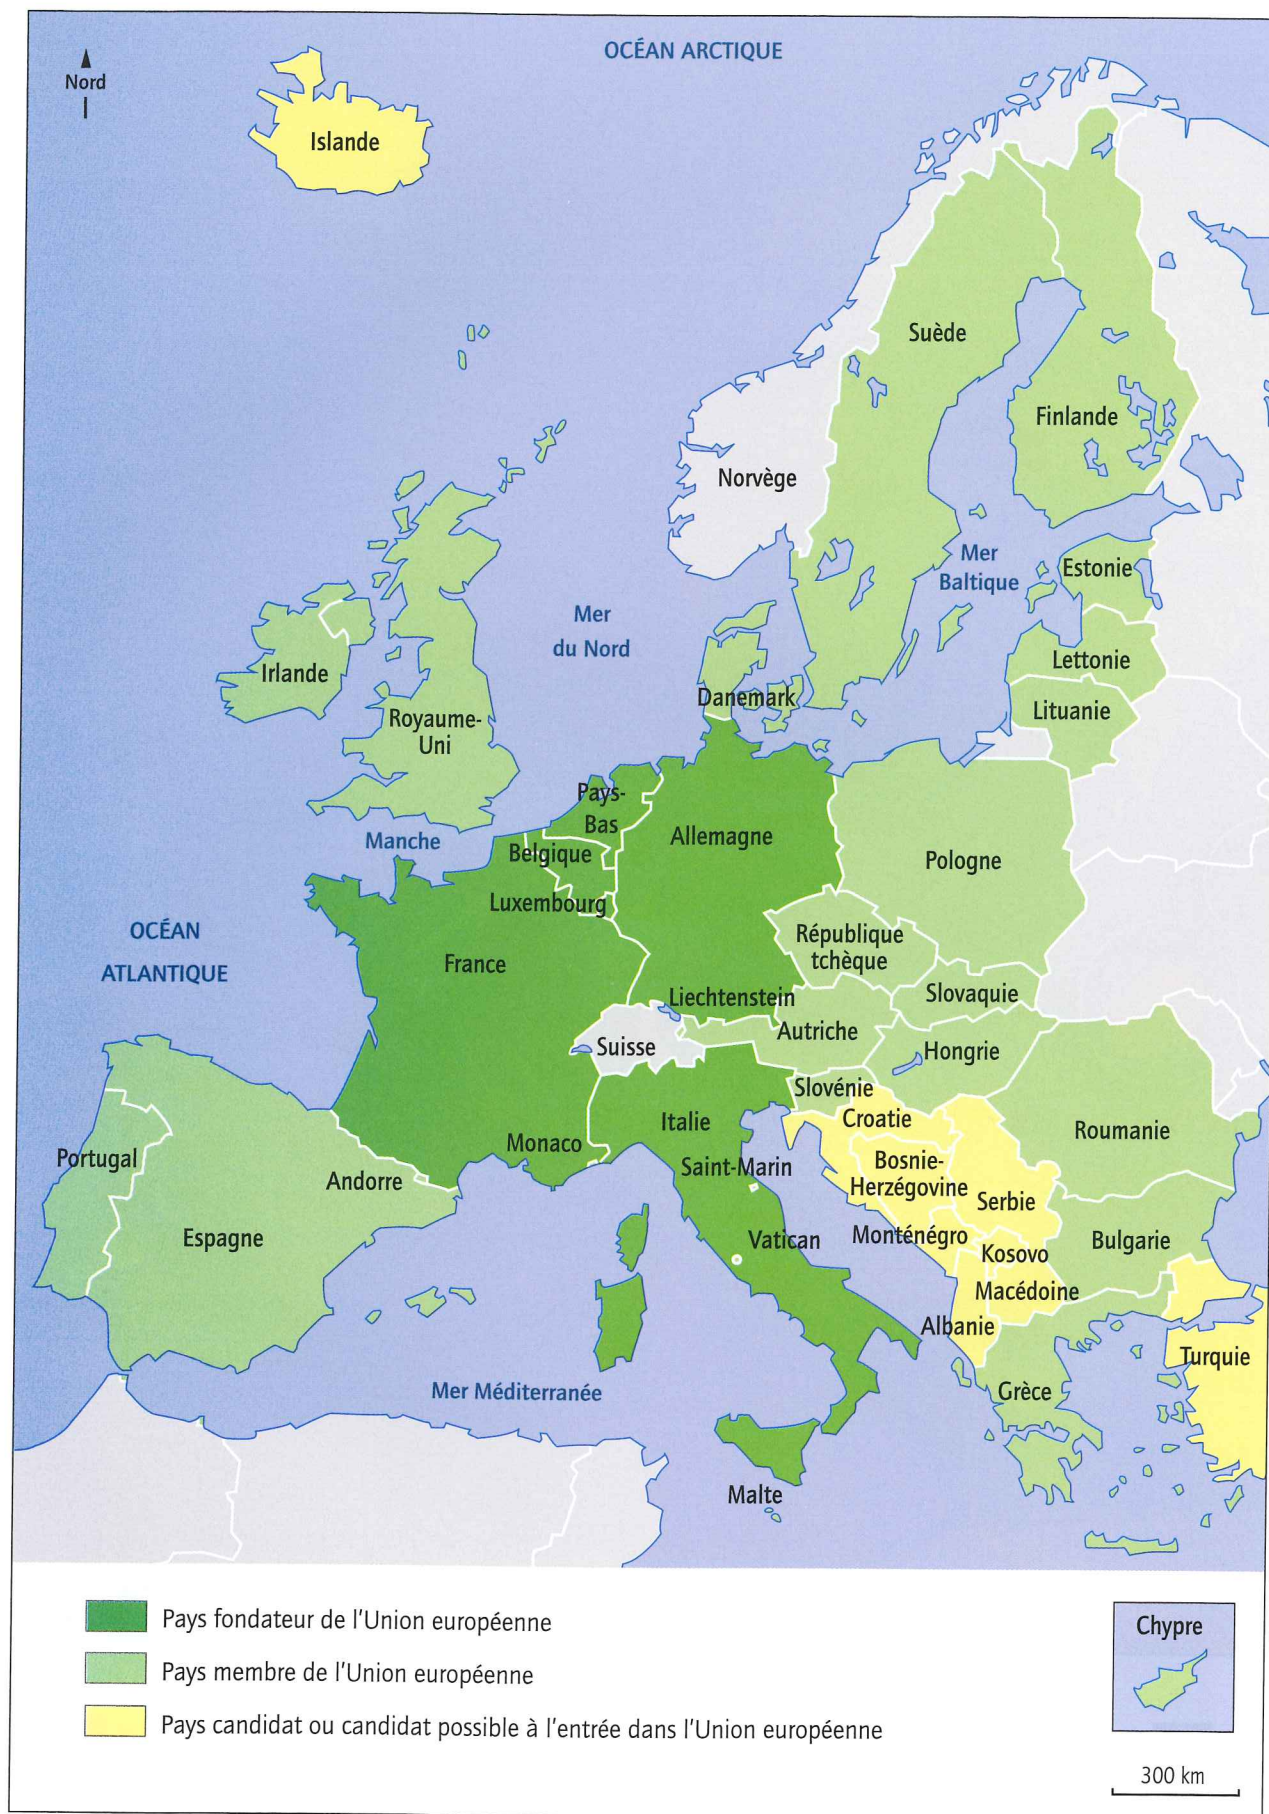 OCÉAN ARCTIQUE
Nord
Islande
Suède
Finlande
Norvège
Mer
Baltique
Estonie
Mer
du Nord
Lettonie
Irlande
Danemark
Lituanie
Royaume-
Uni
Pays-
Bas
Allemagne
Manche
Belgique
Pologne
Luxembourg
OCÉAN
ATLANTIQUE
République
tchèque
France
Liechtenstein
Slovaquie
Autriche
Suisse
Hongrie
Slovénie
Croatie
Italie
Roumanie
Monaco
Portugal
Saint-Marin
Bosnie-
Herzégovine
Andorre
Serbie
Espagne
Vatican
Monténégro
Kosovo
Bulgarie
Macédoine
Albanie
Turquie
Mer Méditerranée
Grèce
Malte
Pays fondateur de l'Union européenne
Pays membre de l'Union européenne
Pays candidat ou candidat possible à l'entrée dans l'Union européenne
Chypre
300 km